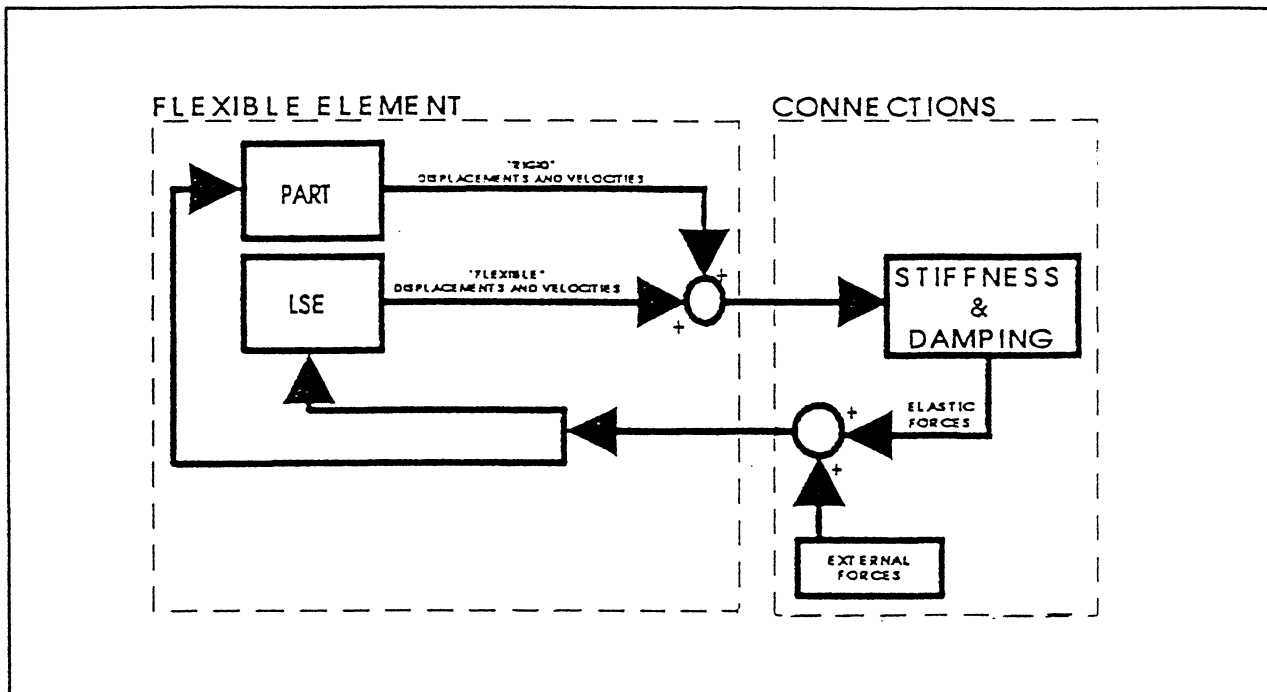 FLEXIBLE ELEMENT
CONNECTIONS
PART
"RIGID"
DISPLACEMENTS AND VELOCITIES
LSE
"FLEXIBLE"
DISPLACEMENTS AND VELOCITIES
+
+
STIFFNESS
&
DAMPING
ELASTIC
FORCES
+
+
EXTERNAL
FORCES